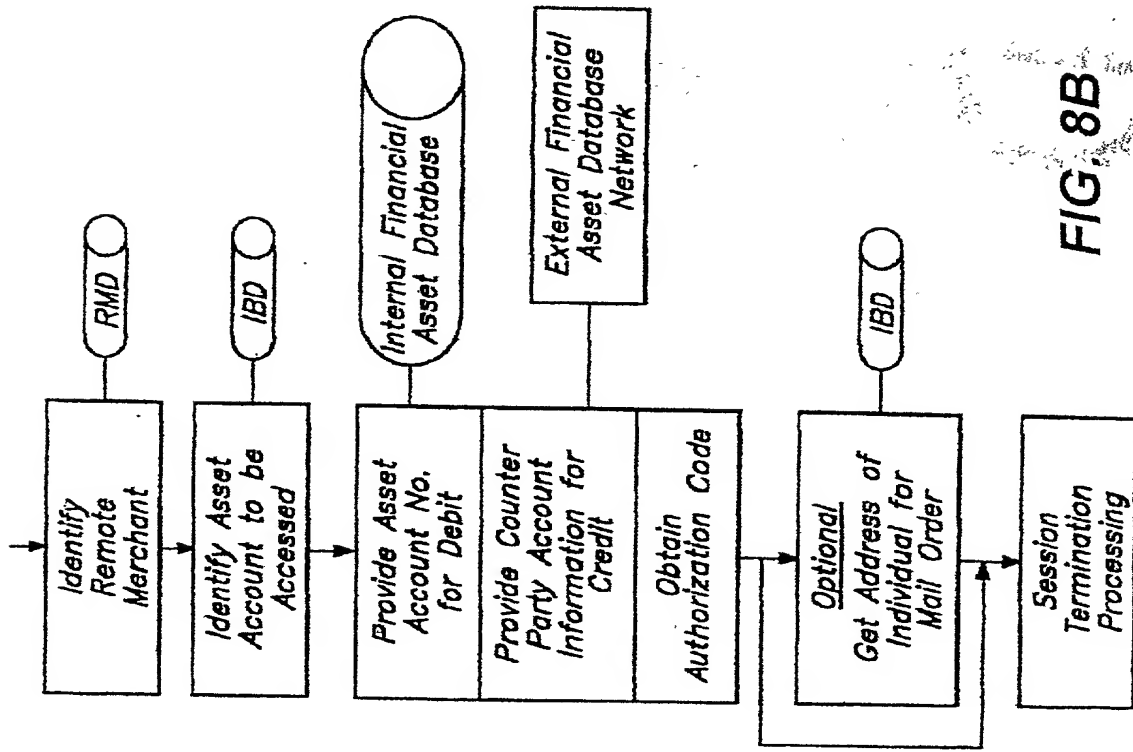 Identify
Remote
Merchant
RMD
Identify Asset
Account to be
Accessed
IBD
Provide Asset
Account No.
for Debit
Internal Financial
Asset Database
Provide Counter
Party Account
Information for
Credit
External Financial
Asset Database
Network
Obtain
Authorization Code
Optional
Get Address of
Individual for
Mail Order
IBD
Session
Termination
Processing
FIG. 8B